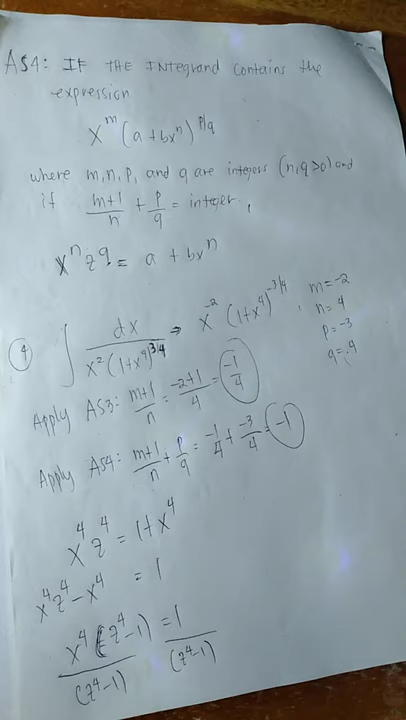 AS4: IF THE Integrand contains the
expression
x^m (a + bx^n)^p/q
where m, n, p, and q are integers (n, q > 0) and
if (m+1)/n + p/q = integer,
x^n z^q = a + bx^n
④ ∫ dx/(x^2 (1+x^4)^3/4) ⇒ x^-2 (1+x^4)^-3/4,
m = -2
n = 4
p = -3
q = 4
Apply AS3: (m+1)/n = (-2+1)/4 = -1/4
Apply AS4: (m+1)/n + p/q = -1/4 + -3/4 = -1
x^4 z^4 = 1 + x^4
x^4 z^4 - x^4 = 1
x^4 (z^4 - 1)/(z^4 - 1) = 1/(z^4 - 1)